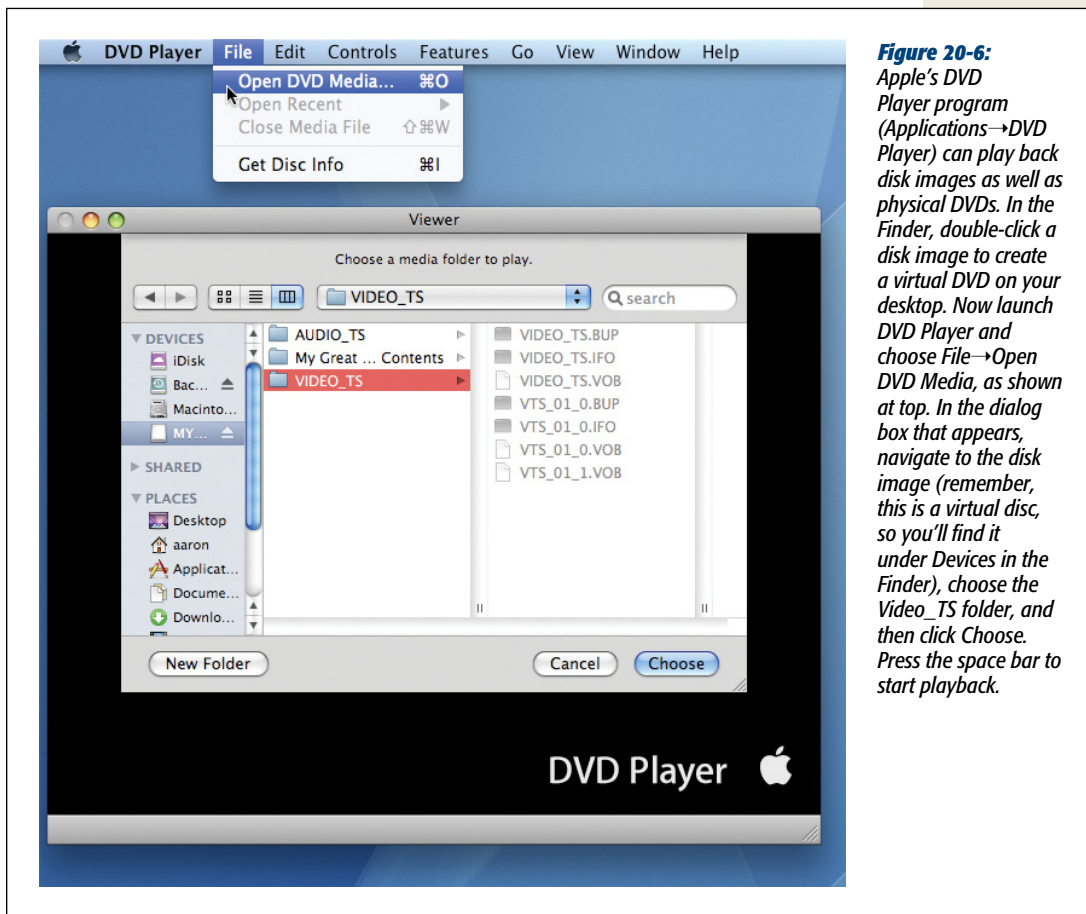 DVD Player File Edit Controls Features Go View Window Help
Open DVD Media... ⌘O
Open Recent
Close Media File ⇧⌘W
Get Disc Info ⌘I
Viewer
Choose a media folder to play.
VIDEO_TS
search
DEVICES
iDisk
Bac...
Macinto...
MY...
SHARED
PLACES
Desktop
aaron
Applicat...
Docume...
Downlo...
AUDIO_TS
My Great ... Contents
VIDEO_TS
VIDEO_TS.BUP
VIDEO_TS.IFO
VIDEO_TS.VOB
VTS_01_0.BUP
VTS_01_0.IFO
VTS_01_0.VOB
VTS_01_1.VOB
New Folder
Cancel
Choose
DVD Player
Figure 20-6:
Apple's DVD
Player program
(Applications→DVD
Player) can play back
disk images as well as
physical DVDs. In the
Finder, double-click a
disk image to create
a virtual DVD on your
desktop. Now launch
DVD Player and
choose File→Open
DVD Media, as shown
at top. In the dialog
box that appears,
navigate to the disk
image (remember,
this is a virtual disc,
so you'll find it
under Devices in the
Finder), choose the
Video_TS folder, and
then click Choose.
Press the space bar to
start playback.